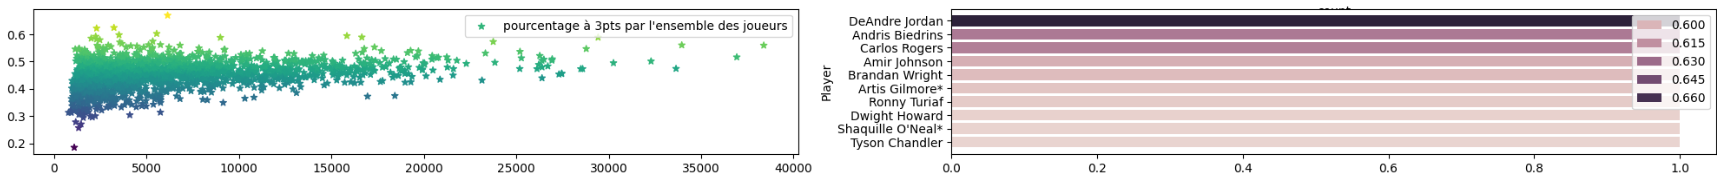 0.6
0.5
0.4
0.3
0.2
0
5000
10000
15000
20000
25000
30000
35000
40000
pourcentage à 3pts par l'ensemble des joueurs
Player
DeAndre Jordan
Andris Biedrins
Carlos Rogers
Amir Johnson
Brandan Wright
Artis Gilmore*
Ronny Turiaf
Dwight Howard
Shaquille O'Neal*
Tyson Chandler
0.0
0.2
0.4
0.6
0.8
1.0
count
0.600
0.615
0.630
0.645
0.660